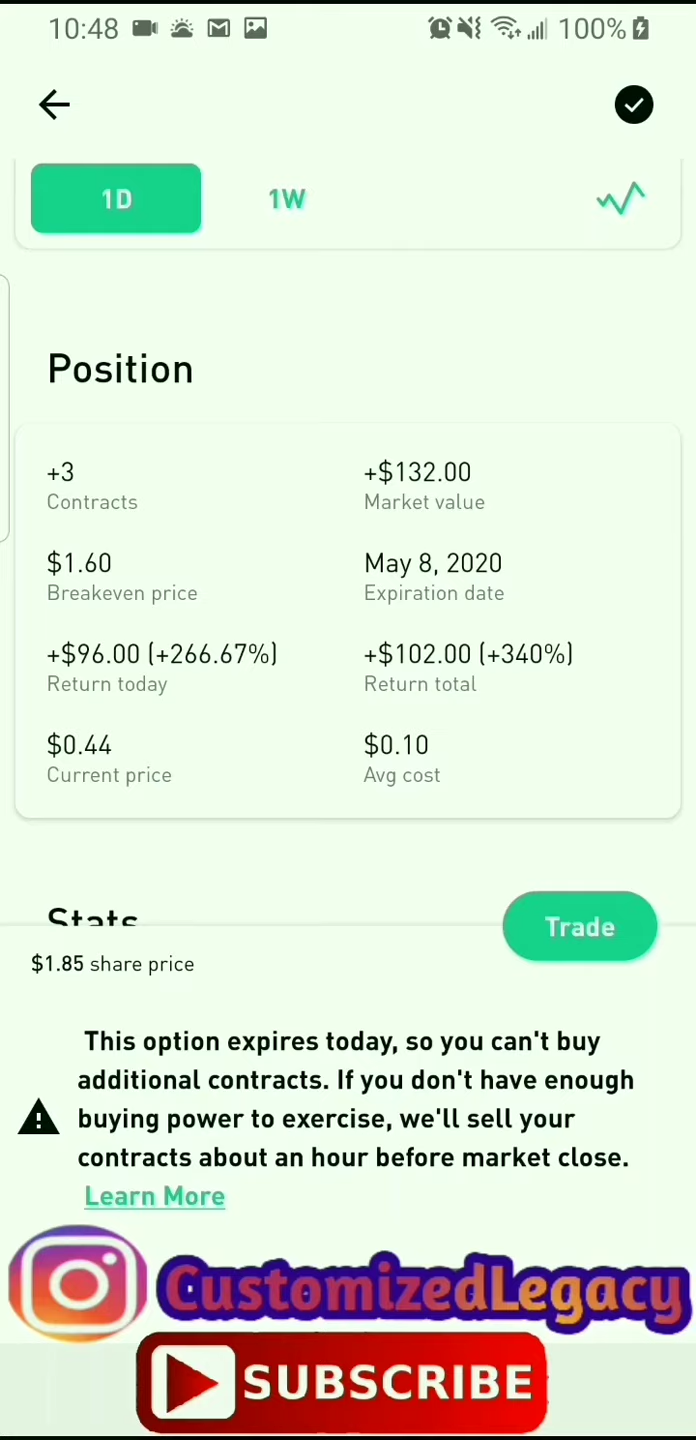 10:48
100%
1D
1W
Position
+3
+$132.00
Contracts
Market value
$1.60
May 8, 2020
Breakeven price
Expiration date
+$96.00 (+266.67%)
+$102.00 (+340%)
Return today
Return total
$0.44
$0.10
Current price
Avg cost
Stats
Trade
$1.85 share price
This option expires today, so you can't buy
additional contracts. If you don't have enough
buying power to exercise, we'll sell your
contracts about an hour before market close.
Learn More
CustomizedLegacy
SUBSCRIBE